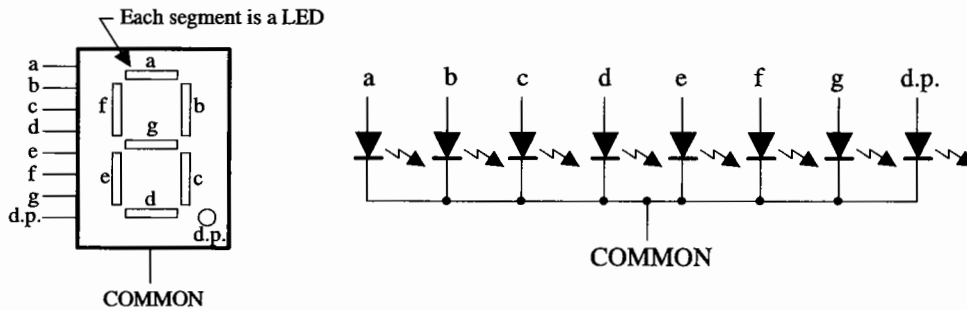 Each segment is a LED
a
b
c
d
e
f
g
d.p.
a
f
b
g
e
c
d
d.p.
COMMON
a b c d e f g d.p.
COMMON